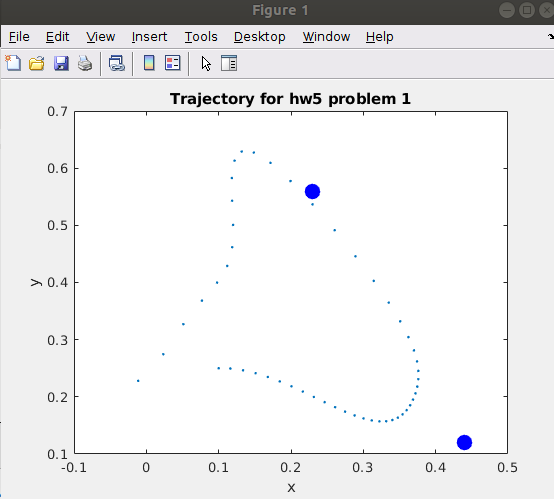 Figure 1
File Edit View Insert Tools Desktop Window Help
Trajectory for hw5 problem 1
0.7
0.6
0.5
y
0.4
0.3
0.2
0.1
-0.1 0 0.1 0.2 0.3 0.4 0.5
x